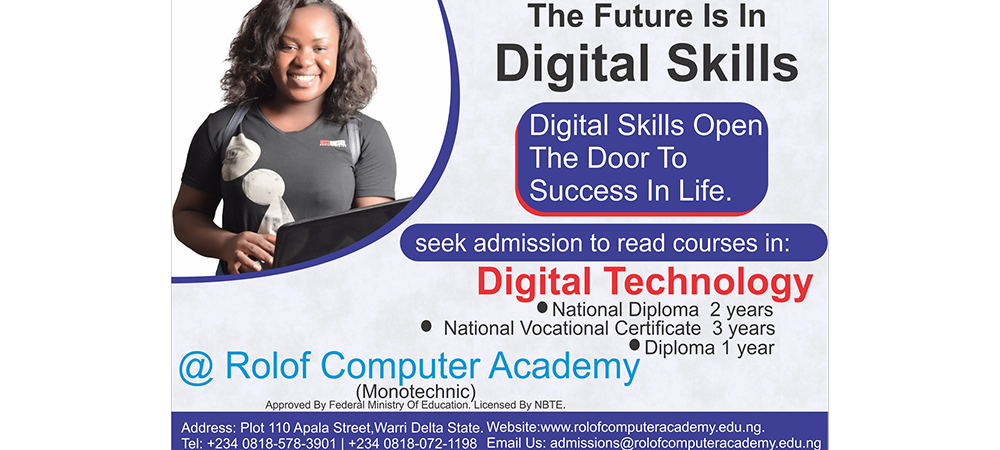 The Future Is In
Digital Skills
Digital Skills Open
The Door To
Success In Life.
seek admission to read courses in:
Digital Technology
• National Diploma 2 years
• National Vocational Certificate 3 years
• Diploma 1 year
@ Rolof Computer Academy
(Monotechnic)
Approved By Federal Ministry Of Education. Licensed By NBTE.
Address: Plot 110 Apala Street,Warri Delta State. Website:www.rolofcomputeracademy.edu.ng.
Tel: +234 0818-578-3901 | +234 0818-072-1198 Email Us: admissions@rolofcomputeracademy.edu.ng